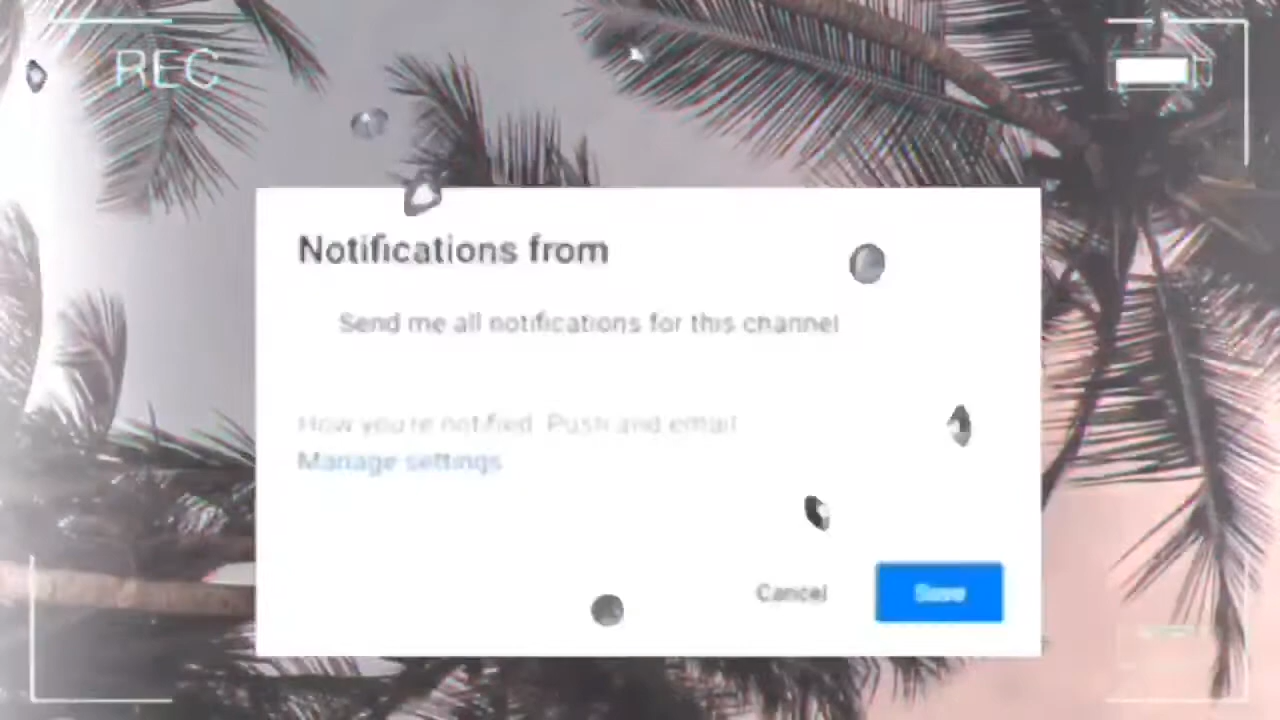 REC
Notifications from
Send me all notifications for this channel
How you're notified: Push and email
Manage settings
Cancel
Save